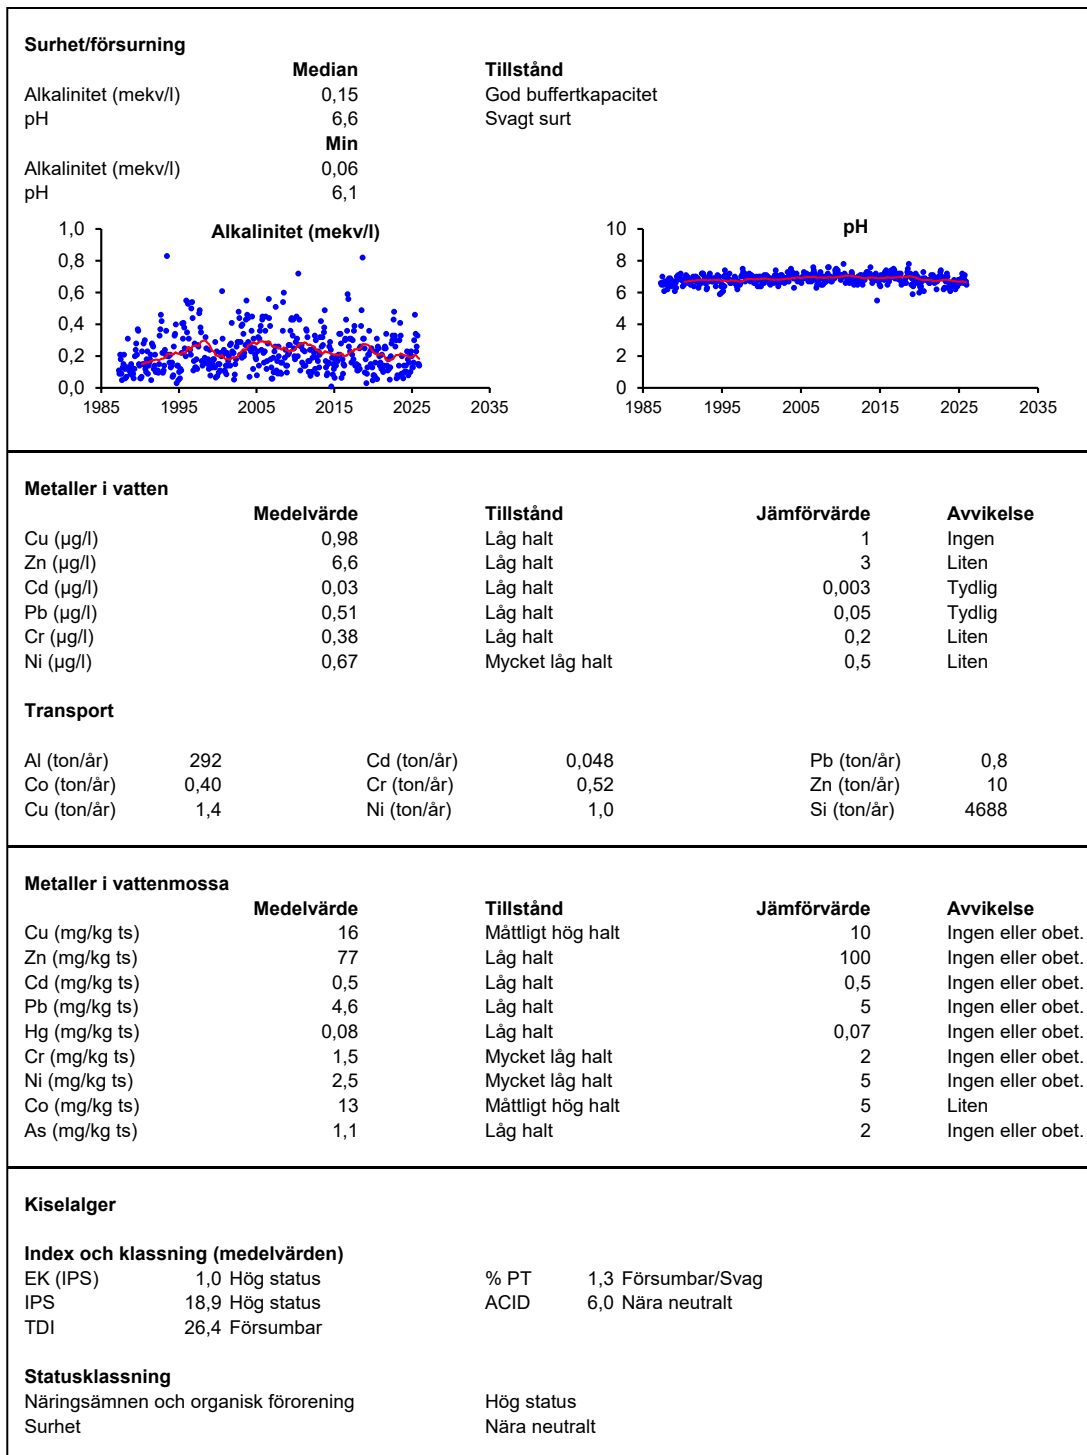 Surhet/försurning
Median Tillstånd
Alkalinitet (mekv/l) 0,15 God buffertkapacitet
pH 6,6 Svagt surt
Min
Alkalinitet (mekv/l) 0,06
pH 6,1
Alkalinitet (mekv/l)
1,0
0,8
0,6
0,4
0,2
0,0
1985 1995 2005 2015 2025 2035
pH
10
8
6
4
2
0
1985 1995 2005 2015 2025 2035
Metaller i vatten
Medelvärde Tillstånd Jämförvärde Avvikelse
Cu (µg/l) 0,98 Låg halt 1 Ingen
Zn (µg/l) 6,6 Låg halt 3 Liten
Cd (µg/l) 0,03 Låg halt 0,003 Tydlig
Pb (µg/l) 0,51 Låg halt 0,05 Tydlig
Cr (µg/l) 0,38 Låg halt 0,2 Liten
Ni (µg/l) 0,67 Mycket låg halt 0,5 Liten
Transport
Al (ton/år) 292 Cd (ton/år) 0,048 Pb (ton/år) 0,8
Co (ton/år) 0,40 Cr (ton/år) 0,52 Zn (ton/år) 10
Cu (ton/år) 1,4 Ni (ton/år) 1,0 Si (ton/år) 4688
Metaller i vattenmossa
Medelvärde Tillstånd Jämförvärde Avvikelse
Cu (mg/kg ts) 16 Måttligt hög halt 10 Ingen eller obet.
Zn (mg/kg ts) 77 Låg halt 100 Ingen eller obet.
Cd (mg/kg ts) 0,5 Låg halt 0,5 Ingen eller obet.
Pb (mg/kg ts) 4,6 Låg halt 5 Ingen eller obet.
Hg (mg/kg ts) 0,08 Låg halt 0,07 Ingen eller obet.
Cr (mg/kg ts) 1,5 Mycket låg halt 2 Ingen eller obet.
Ni (mg/kg ts) 2,5 Mycket låg halt 5 Ingen eller obet.
Co (mg/kg ts) 13 Måttligt hög halt 5 Liten
As (mg/kg ts) 1,1 Låg halt 2 Ingen eller obet.
Kiselalger
Index och klassning (medelvärden)
EK (IPS) 1,0 Hög status % PT 1,3 Försumbar/Svag
IPS 18,9 Hög status ACID 6,0 Nära neutralt
TDI 26,4 Försumbar
Statusklassning
Näringsämnen och organisk förorening Hög status
Surhet Nära neutralt